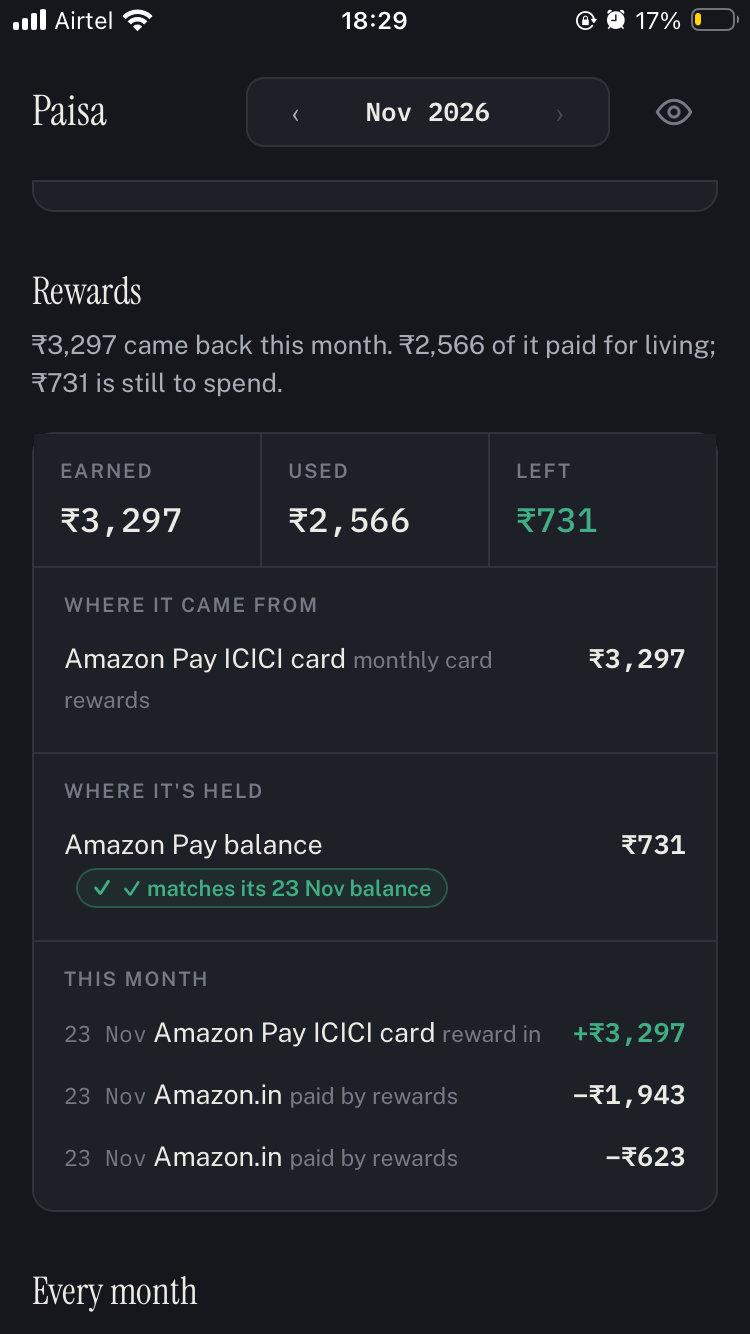 Airtel 18:29 17%
Paisa ‹ Nov 2026 ›
Rewards
₹3,297 came back this month. ₹2,566 of it paid for living;
₹731 is still to spend.
EARNED USED LEFT
₹3,297 ₹2,566 ₹731
WHERE IT CAME FROM
Amazon Pay ICICI card monthly card ₹3,297
rewards
WHERE IT'S HELD
Amazon Pay balance ₹731
✓ ✓ matches its 23 Nov balance
THIS MONTH
23 Nov Amazon Pay ICICI card reward in +₹3,297
23 Nov Amazon.in paid by rewards −₹1,943
23 Nov Amazon.in paid by rewards −₹623
Every month